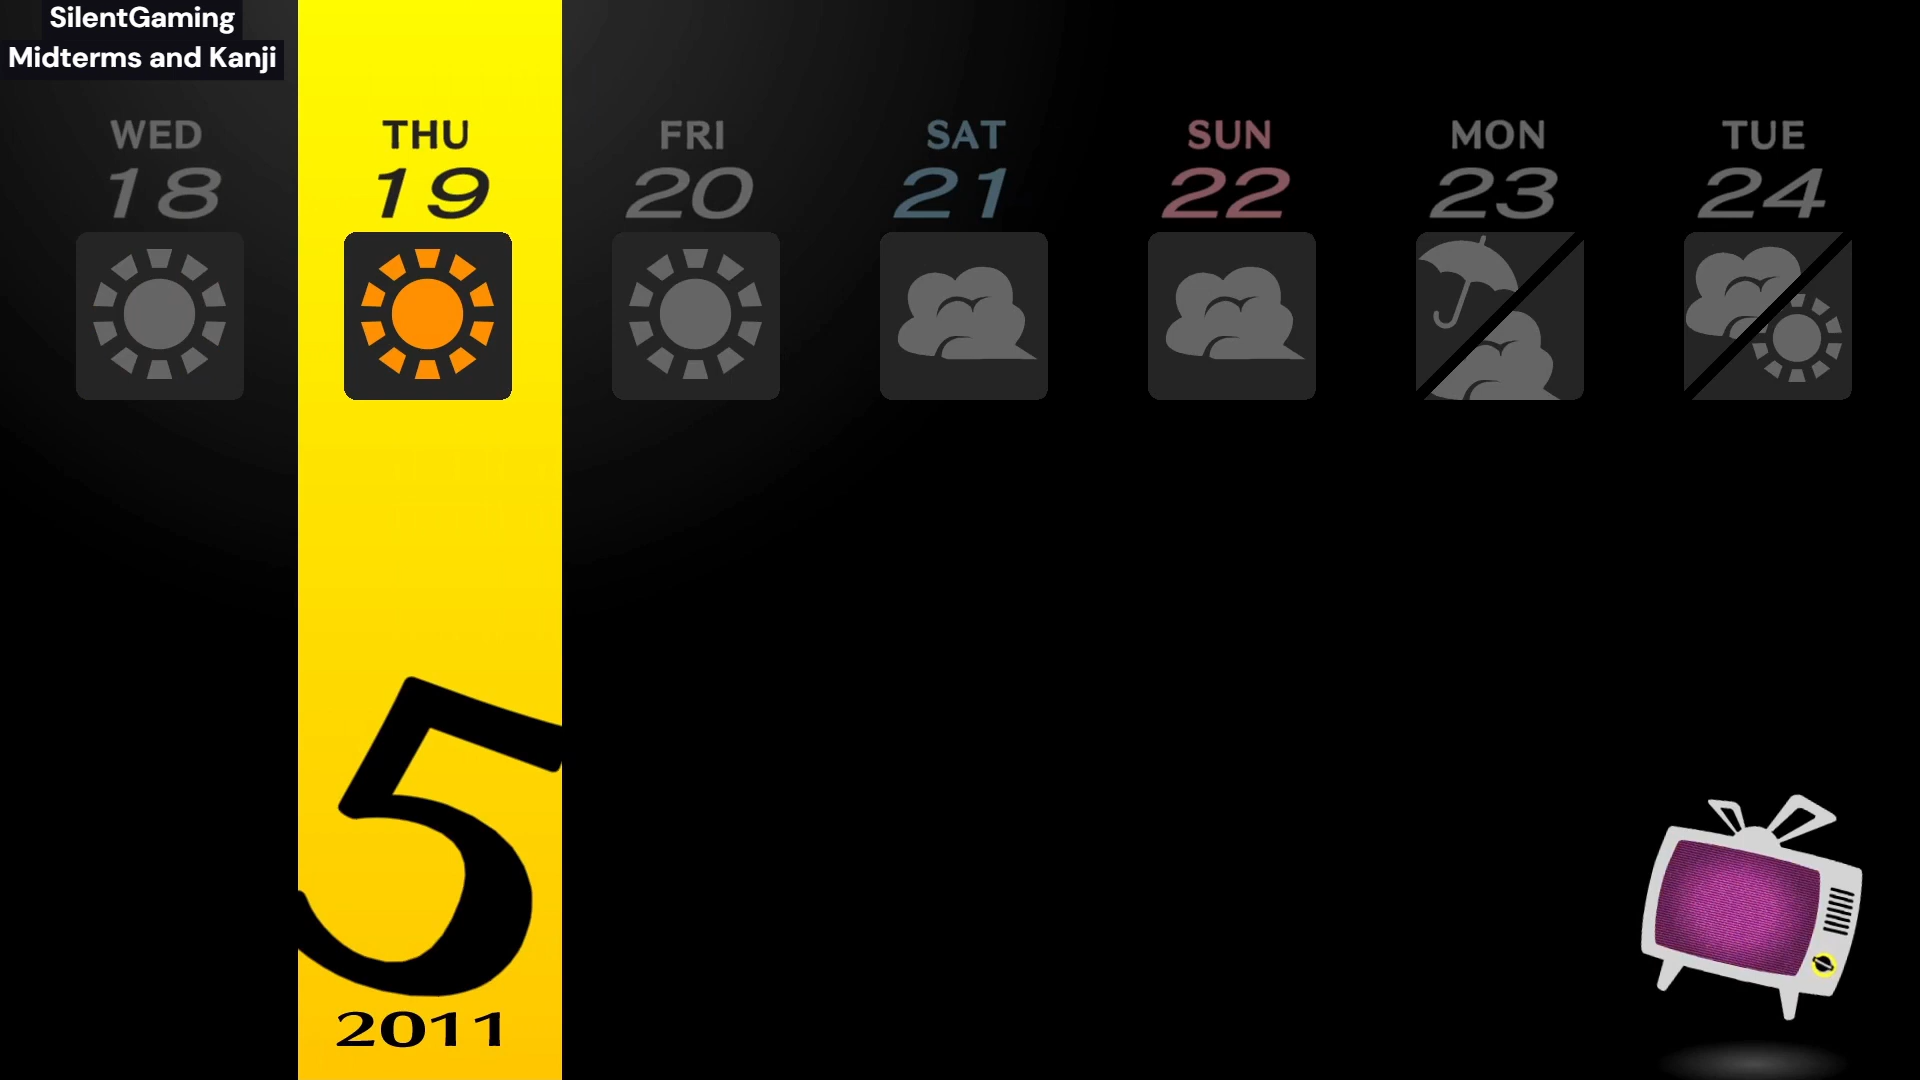 SilentGaming
Midterms and Kanji
WED THU FRI SAT SUN MON TUE
18 19 20 21 22 23 24
5
2011